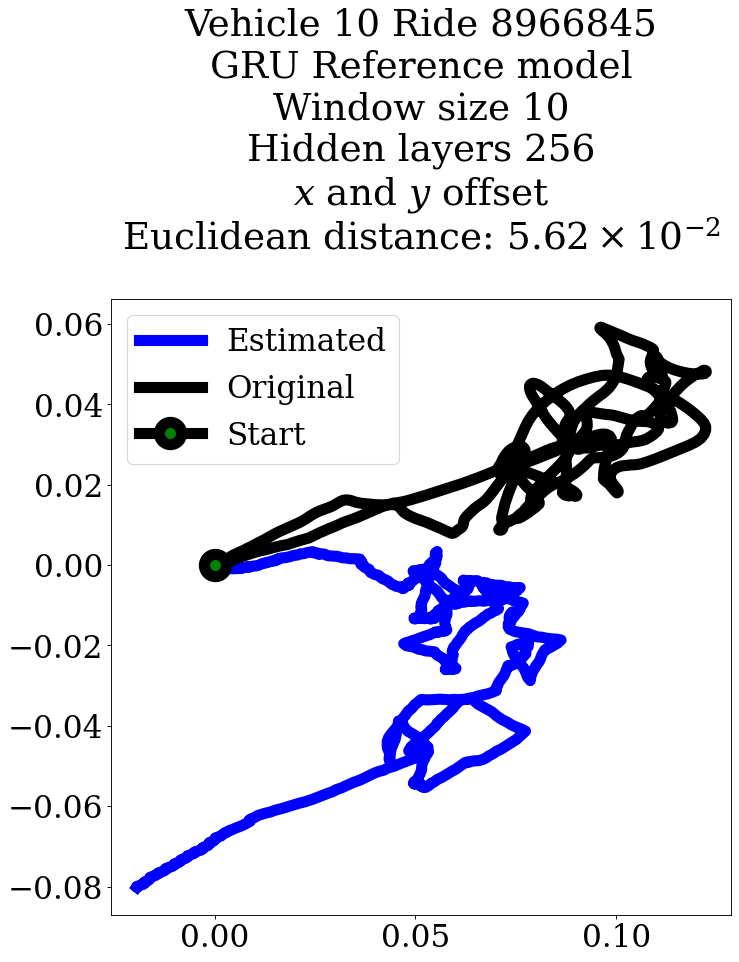 Vehicle 10 Ride 8966845
GRU Reference model
Window size 10
Hidden layers 256
x and y offset
Euclidean distance: 5.62 × 10⁻²
Estimated
Original
Start
0.06
0.04
0.02
0.00
−0.02
−0.04
−0.06
−0.08
0.00 0.05 0.10